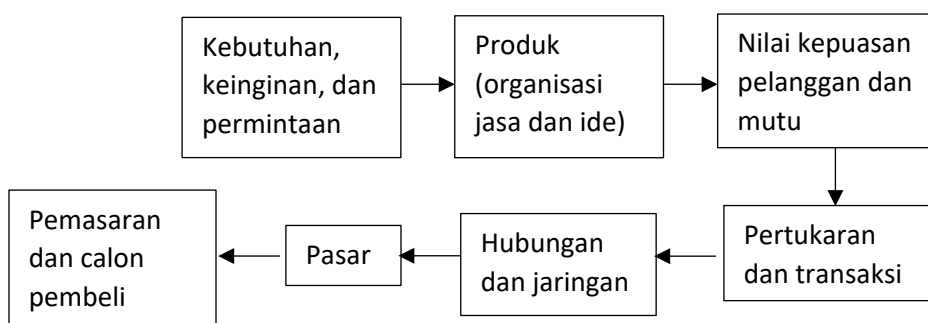 Kebutuhan,
keinginan, dan
permintaan
Produk
(organisasi
jasa dan ide)
Nilai kepuasan
pelanggan dan
mutu
Pertukaran
dan transaksi
Hubungan
dan jaringan
Pasar
Pemasaran
dan calon
pembeli